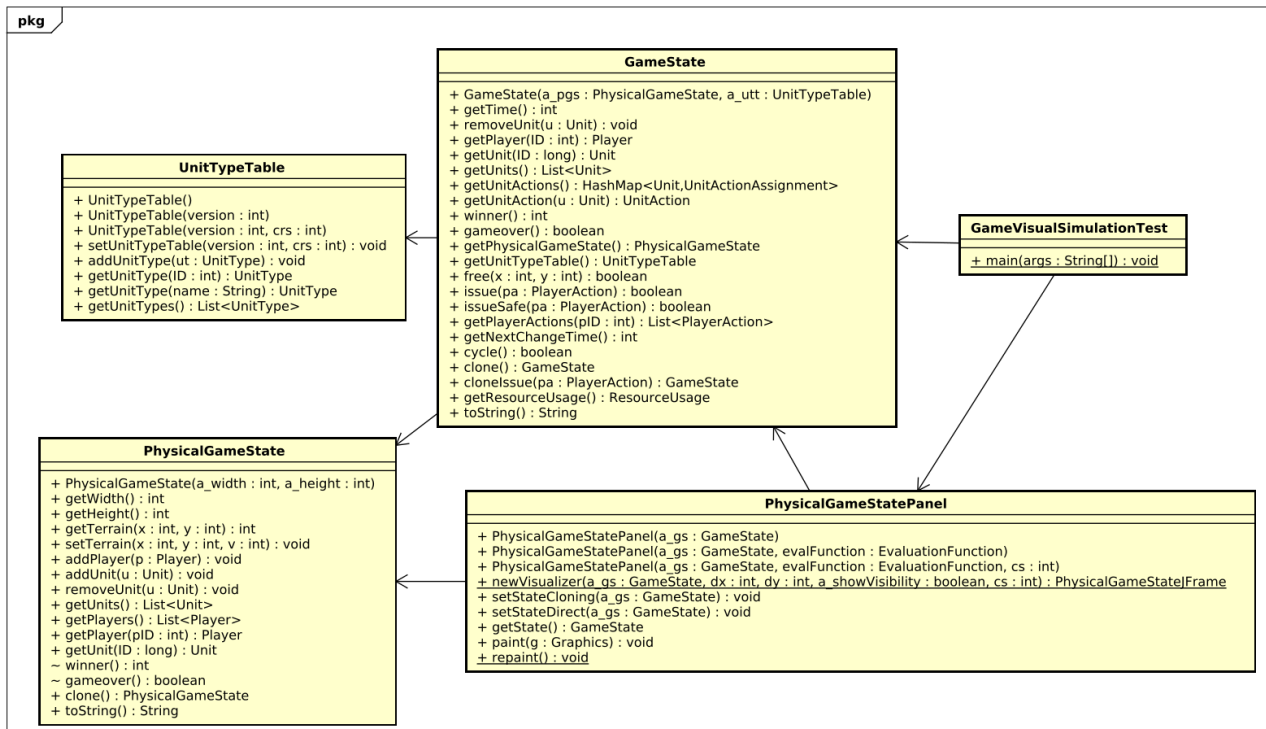 pkg
GameState
+ GameState(a_pgs : PhysicalGameState, a_utt : UnitTypeTable)
+ getTime() : int
+ removeUnit(u : Unit) : void
+ getPlayer(ID : int) : Player
+ getUnit(ID : long) : Unit
+ getUnits() : List<Unit>
+ getUnitActions() : HashMap<Unit,UnitActionAssignment>
+ getUnitAction(u : Unit) : UnitAction
+ winner() : int
+ gameover() : boolean
+ getPhysicalGameState() : PhysicalGameState
+ getUnitTypeTable() : UnitTypeTable
+ free(x : int, y : int) : boolean
+ issue(pa : PlayerAction) : boolean
+ issueSafe(pa : PlayerAction) : boolean
+ getPlayerActions(pID : int) : List<PlayerAction>
+ getNextChangeTime() : int
+ cycle() : boolean
+ clone() : GameState
+ cloneIssue(pa : PlayerAction) : GameState
+ getResourceUsage() : ResourceUsage
+ toString() : String
UnitTypeTable
+ UnitTypeTable()
+ UnitTypeTable(version : int)
+ UnitTypeTable(version : int, crs : int)
+ setUnitTypeTable(version : int, crs : int) : void
+ addUnitType(ut : UnitType) : void
+ getUnitType(ID : int) : UnitType
+ getUnitType(name : String) : UnitType
+ getUnitTypes() : List<UnitType>
GameVisualSimulationTest
+ main(args : String[]) : void
PhysicalGameState
+ PhysicalGameState(a_width : int, a_height : int)
+ getWidth() : int
+ getHeight() : int
+ getTerrain(x : int, y : int) : int
+ setTerrain(x : int, y : int, v : int) : void
+ addPlayer(p : Player) : void
+ addUnit(u : Unit) : void
+ removeUnit(u : Unit) : void
+ getUnits() : List<Unit>
+ getPlayers() : List<Player>
+ getPlayer(pID : int) : Player
+ getUnit(ID : long) : Unit
~ winner() : int
~ gameover() : boolean
+ clone() : PhysicalGameState
+ toString() : String
PhysicalGameStatePanel
+ PhysicalGameStatePanel(a_gs : GameState)
+ PhysicalGameStatePanel(a_gs : GameState, evalFunction : EvaluationFunction)
+ PhysicalGameStatePanel(a_gs : GameState, evalFunction : EvaluationFunction, cs : int)
+ newVisualizer(a_gs : GameState, dx : int, dy : int, a_showVisibility : boolean, cs : int) : PhysicalGameStateJFrame
+ setStateCloning(a_gs : GameState) : void
+ setStateDirect(a_gs : GameState) : void
+ getState() : GameState
+ paint(g : Graphics) : void
+ repaint() : void